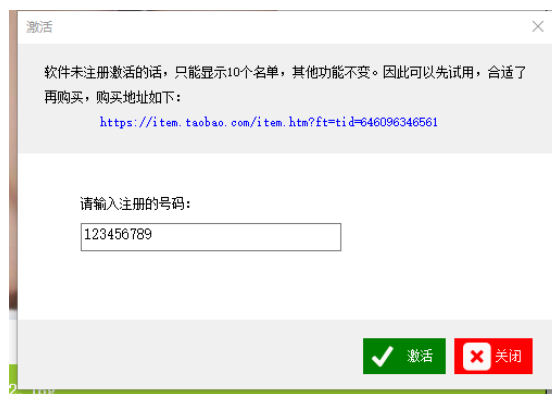 激活
软件未注册激活的话，只能显示10个名单，其他功能不变。因此可以先试用，合适了
再购买，购买地址如下：
https://item.taobao.com/item.htm?ft=tid=646096346561
请输入注册的号码：
123456789
激活
关闭